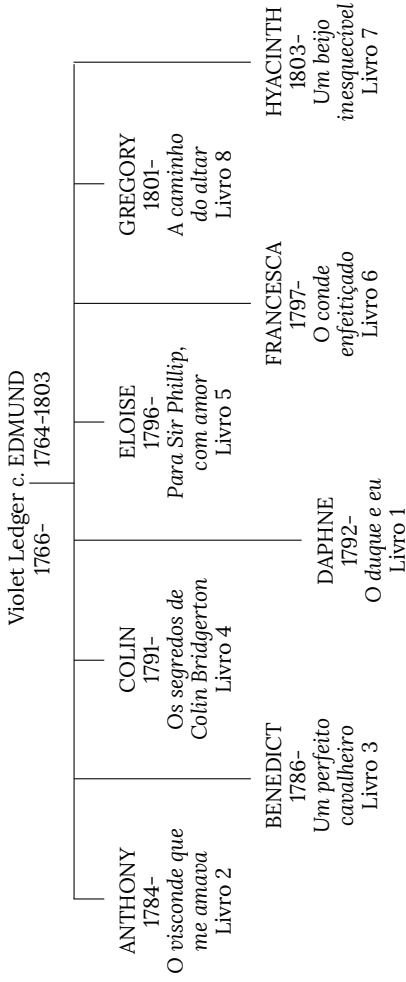 Violet Ledger c. EDMUND
1766- 1764-1803
ANTHONY
1784-
O visconde que
me amava
Livro 2
BENEDICT
1786-
Um perfeito
cavalheiro
Livro 3
COLIN
1791-
Os segredos de
Colin Bridgerton
Livro 4
DAPHNE
1792-
O duque e eu
Livro 1
ELOISE
1796-
Para Sir Phillip,
com amor
Livro 5
FRANCESCA
1797-
O conde
enfeitiçado
Livro 6
GREGORY
1801-
A caminho
do altar
Livro 8
HYACINTH
1803-
Um beijo
inesquecível
Livro 7